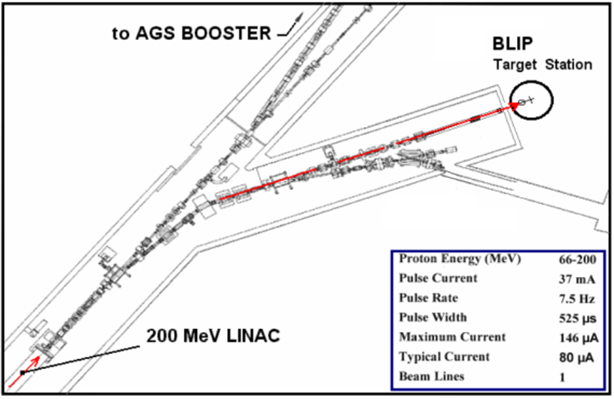 to AGS BOOSTER
BLIP
Target Station
200 MeV LINAC
Proton Energy (MeV) 66-200
Pulse Current 37 mA
Pulse Rate 7.5 Hz
Pulse Width 525 µs
Maximum Current 146 µA
Typical Current 80 µA
Beam Lines 1